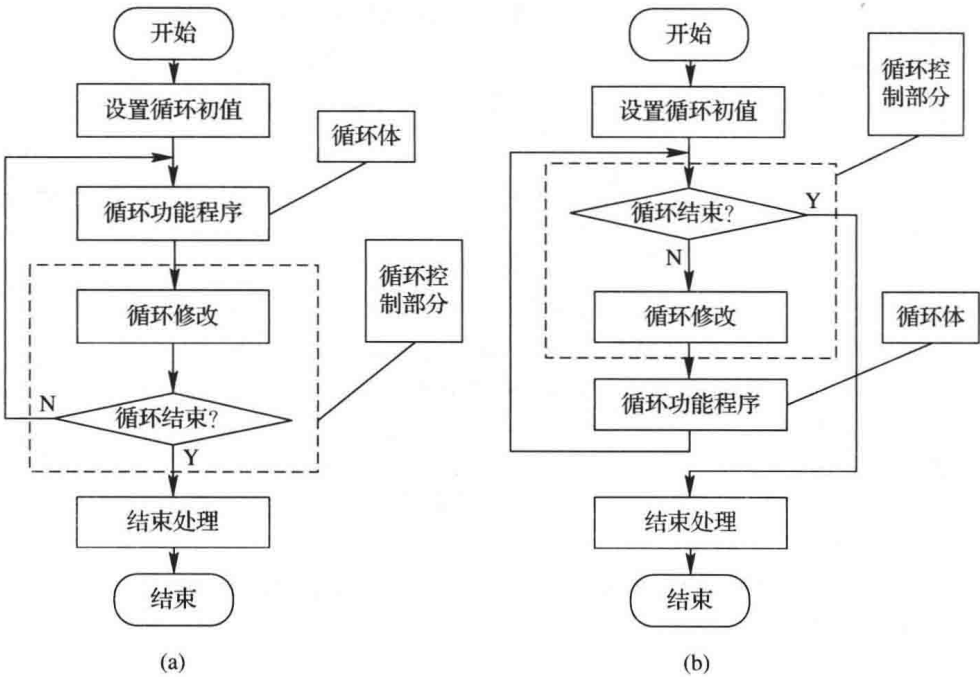 开始
设置循环初值
循环体
循环功能程序
循环控
制部分
循环修改
N
循环结束?
Y
结束处理
结束
(a)
开始
循环控
制部分
设置循环初值
循环结束?
Y
N
循环修改
循环体
循环功能程序
结束处理
结束
(b)